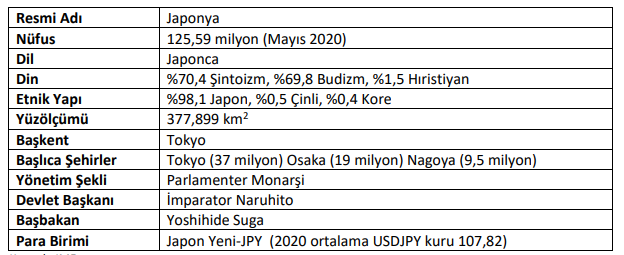 Resmi Adı Japonya
Nüfus 125,59 milyon (Mayıs 2020)
Dil Japonca
Din %70,4 Şintoizm, %69,8 Budizm, %1,5 Hıristiyan
Etnik Yapı %98,1 Japon, %0,5 Çinli, %0,4 Kore
Yüzölçümü 377,899 km²
Başkent Tokyo
Başlıca Şehirler Tokyo (37 milyon) Osaka (19 milyon) Nagoya (9,5 milyon)
Yönetim Şekli Parlamenter Monarşi
Devlet Başkanı İmparator Naruhito
Başbakan Yoshihide Suga
Para Birimi Japon Yeni-JPY (2020 ortalama USDJPY kuru 107,82)